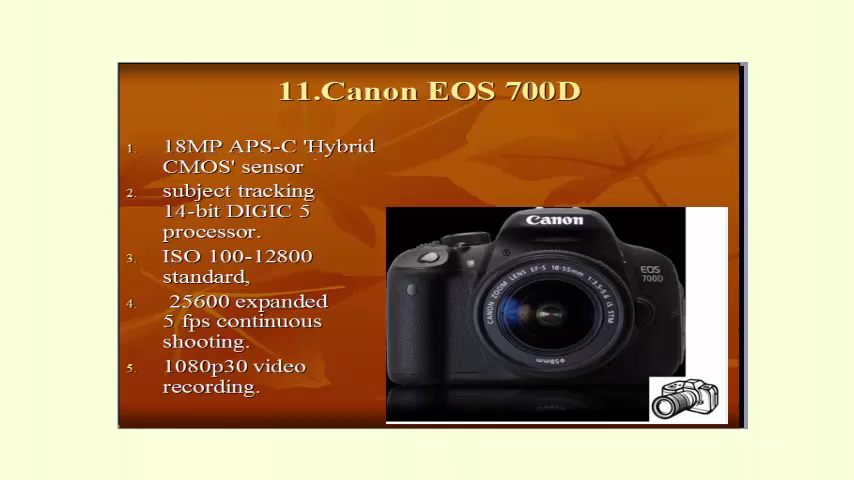 11.Canon EOS 700D
1. 18MP APS-C 'Hybrid
CMOS' sensor
2. subject tracking
14-bit DIGIC 5
processor.
3. ISO 100-12800
standard,
4. 25600 expanded
5 fps continuous
shooting.
5. 1080p30 video
recording.
Canon
EOS
700D
CANON ZOOM LENS EF-S 18-55mm 1:3.5-5.6 IS STM
ø58mm